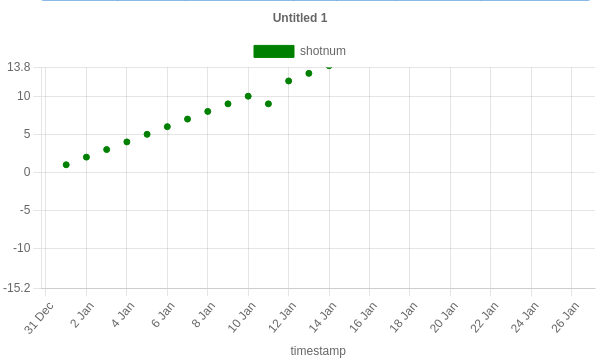 Untitled 1
shotnum
13.8
10
5
0
-5
-10
-15.2
31 Dec
2 Jan
4 Jan
6 Jan
8 Jan
10 Jan
12 Jan
14 Jan
16 Jan
18 Jan
20 Jan
22 Jan
24 Jan
26 Jan
timestamp